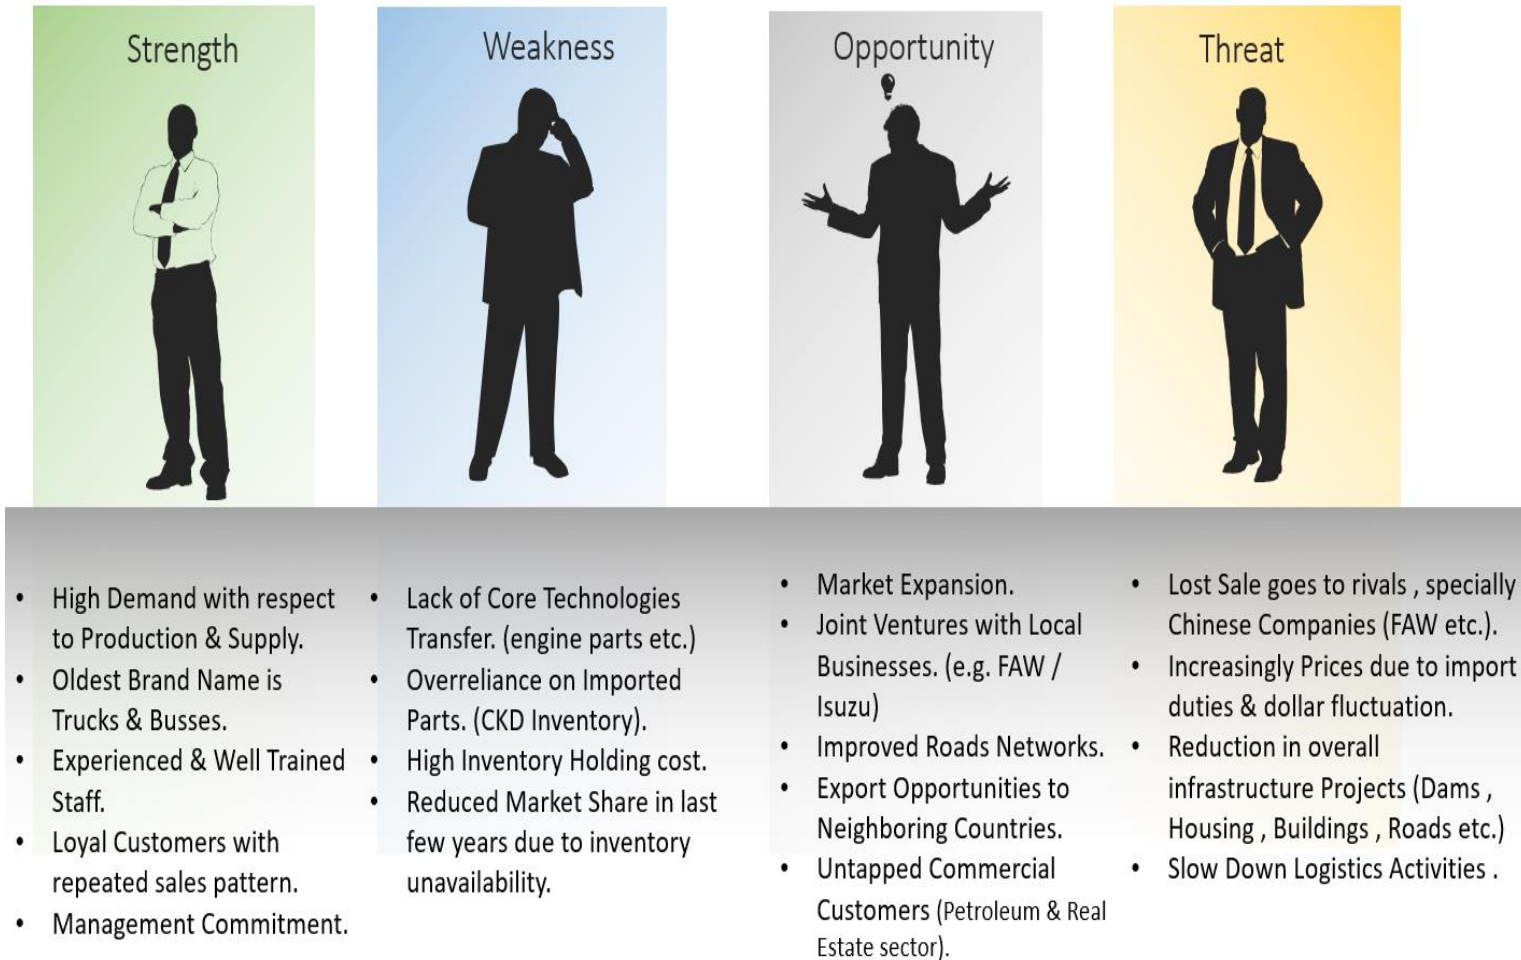 Strength
Weakness
Opportunity
Threat
• High Demand with respect
to Production & Supply.
• Oldest Brand Name is
Trucks & Busses.
• Experienced & Well Trained
Staff.
• Loyal Customers with
repeated sales pattern.
• Management Commitment.
• Lack of Core Technologies
Transfer. (engine parts etc.)
• Overreliance on Imported
Parts. (CKD Inventory).
• High Inventory Holding cost.
• Reduced Market Share in last
few years due to inventory
unavailability.
• Market Expansion.
• Joint Ventures with Local
Businesses. (e.g. FAW /
Isuzu)
• Improved Roads Networks.
• Export Opportunities to
Neighboring Countries.
• Untapped Commercial
Customers (Petroleum & Real
Estate sector).
• Lost Sale goes to rivals , specially
Chinese Companies (FAW etc.).
• Increasingly Prices due to import
duties & dollar fluctuation.
• Reduction in overall
infrastructure Projects (Dams ,
Housing , Buildings , Roads etc.)
• Slow Down Logistics Activities .